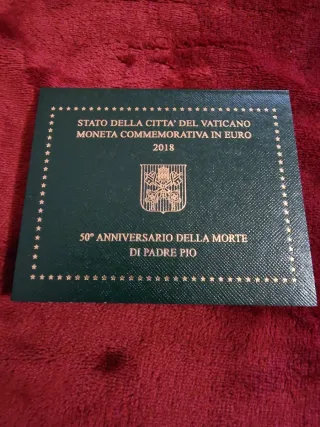 STATO DELLA CITTA' DEL VATICANO
MONETA COMMEMORATIVA IN EURO
2018
50° ANNIVERSARIO DELLA MORTE
DI PADRE PIO